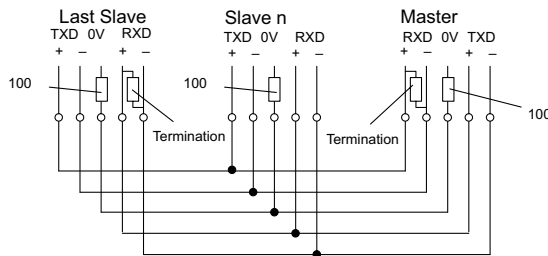 Last Slave Slave n Master
TXD 0V RXD TXD 0V RXD RXD 0V TXD
+ – + – + – + – + – + –
100 100 100
Termination Termination